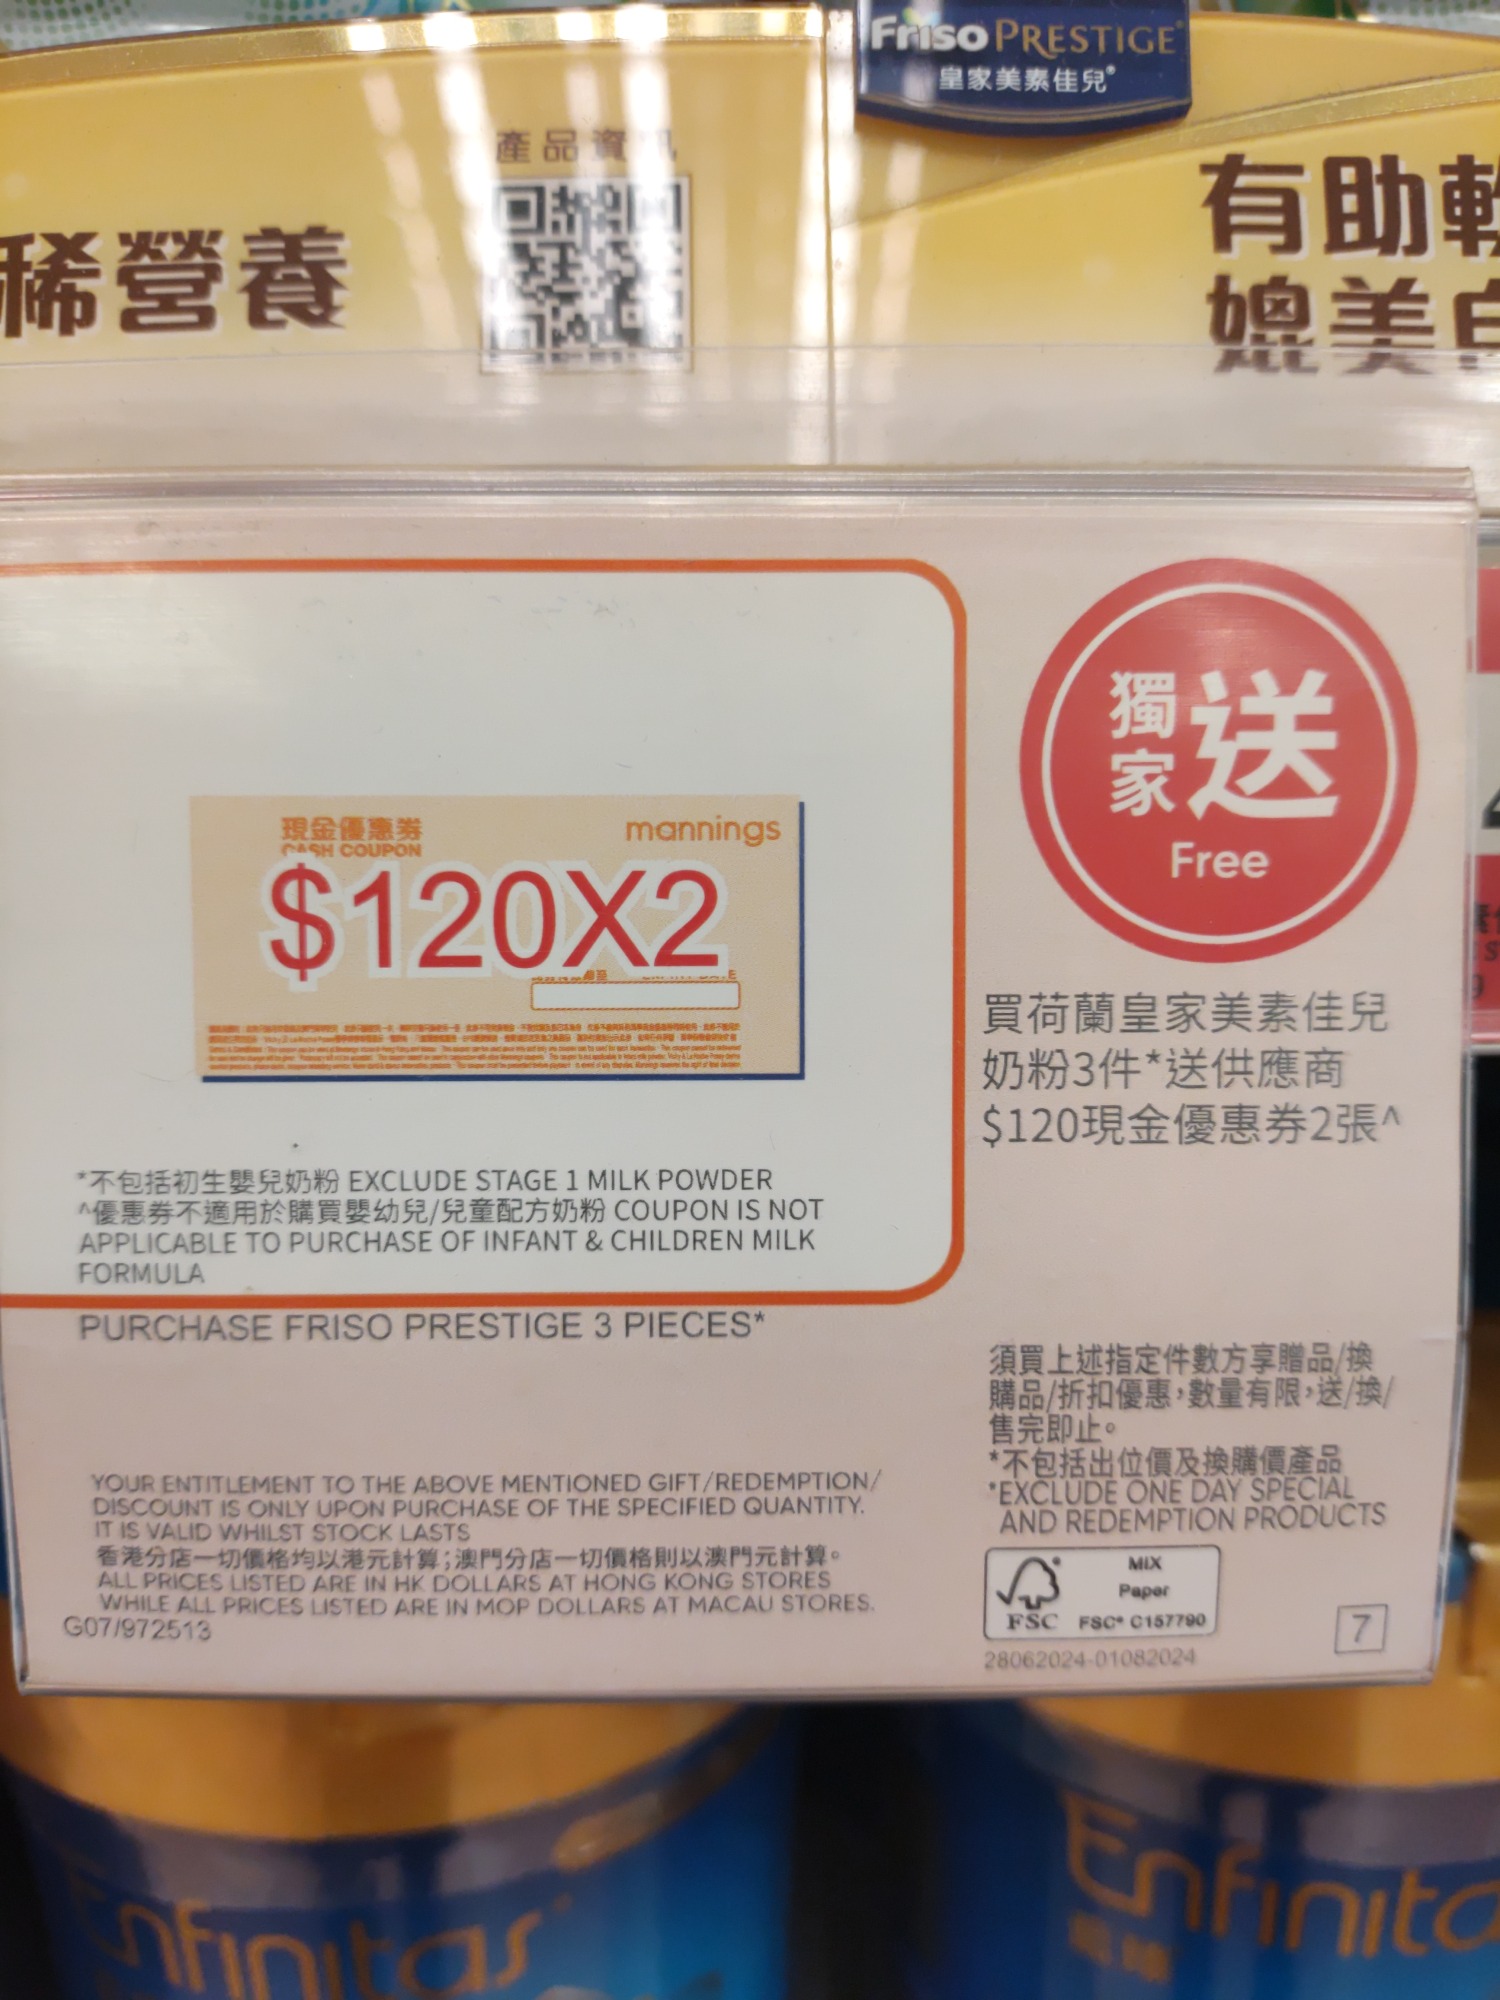 Friso PRESTIGE
皇家美素佳兒®
產品資訊
稀營養
有助軟
媲美白
獨家送
Free
現金優惠券
CASH COUPON
mannings
$120X2
買荷蘭皇家美素佳兒
奶粉3件*送供應商
$120現金優惠券2張^
*不包括初生嬰兒奶粉 EXCLUDE STAGE 1 MILK POWDER
^優惠券不適用於購買嬰幼兒/兒童配方奶粉 COUPON IS NOT
APPLICABLE TO PURCHASE OF INFANT & CHILDREN MILK
FORMULA
PURCHASE FRISO PRESTIGE 3 PIECES*
須買上述指定件數方享贈品/換
購品/折扣優惠，數量有限，送/換/
售完即止。
*不包括出位價及換購價產品
*EXCLUDE ONE DAY SPECIAL
AND REDEMPTION PRODUCTS
YOUR ENTITLEMENT TO THE ABOVE MENTIONED GIFT/REDEMPTION/
DISCOUNT IS ONLY UPON PURCHASE OF THE SPECIFIED QUANTITY.
IT IS VALID WHILST STOCK LASTS
香港分店一切價格均以港元計算；澳門分店一切價格則以澳門元計算。
ALL PRICES LISTED ARE IN HK DOLLARS AT HONG KONG STORES
WHILE ALL PRICES LISTED ARE IN MOP DOLLARS AT MACAU STORES.
G07/972513
FSC
MIX
Paper
FSC® C157790
28062024-01082024
7
Enfinitas
Enfinita